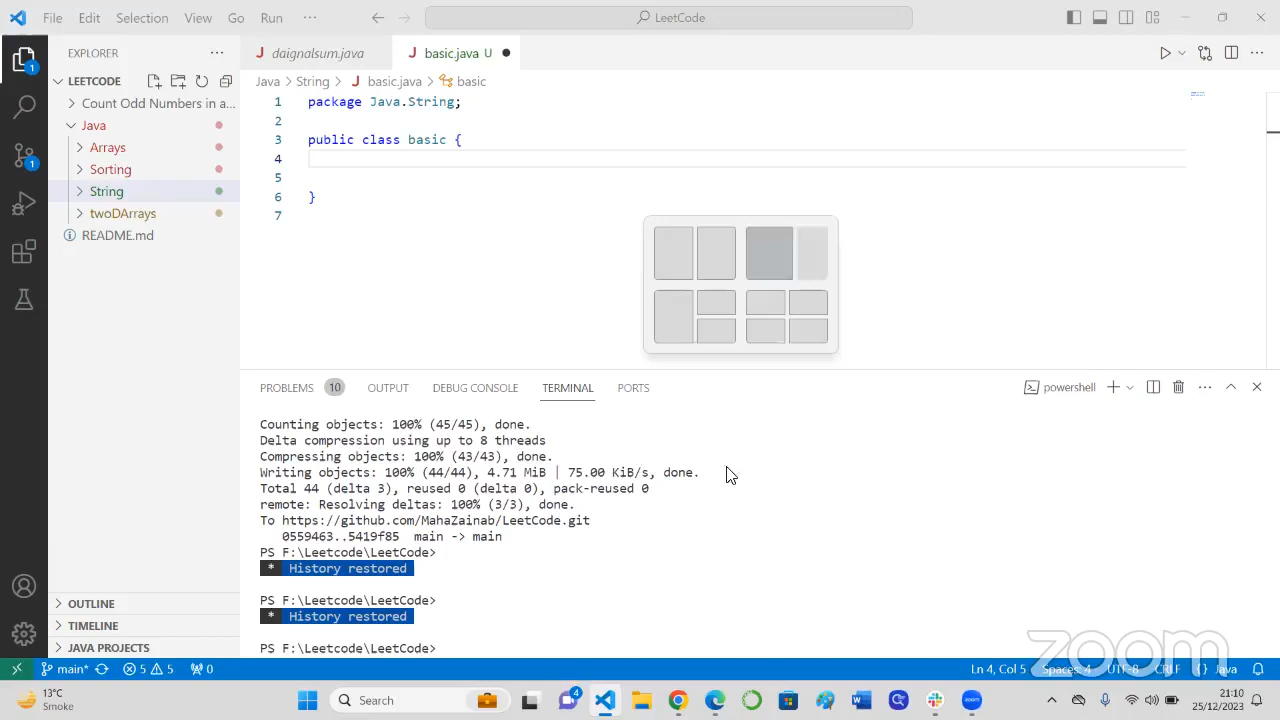 File Edit Selection View Go Run ··· LeetCode
EXPLORER ···
daignalsum.java basic.java U
LEETCODE
Java > String > basic.java > basic
Count Odd Numbers in a...
1 package Java.String;
Java
2
3 public class basic {
Arrays
4
Sorting
5
String
6 }
twoDArrays
7
README.md
PROBLEMS 10 OUTPUT DEBUG CONSOLE TERMINAL PORTS powershell
Counting objects: 100% (45/45), done.
Delta compression using up to 8 threads
Compressing objects: 100% (43/43), done.
Writing objects: 100% (44/44), 4.71 MiB | 75.00 KiB/s, done.
Total 44 (delta 3), reused 0 (delta 0), pack-reused 0
remote: Resolving deltas: 100% (3/3), done.
To https://github.com/MahaZainab/LeetCode.git
0559463..5419f85 main -> main
PS F:\Leetcode\LeetCode>
* History restored
PS F:\Leetcode\LeetCode>
* History restored
PS F:\Leetcode\LeetCode>
OUTLINE
TIMELINE
JAVA PROJECTS
zoom
main* 5 5 0 Ln 4, Col 5 Spaces: 4 UTF-8 CRLF {} Java
13°C
Smoke
Search
4
21:10
25/12/2023